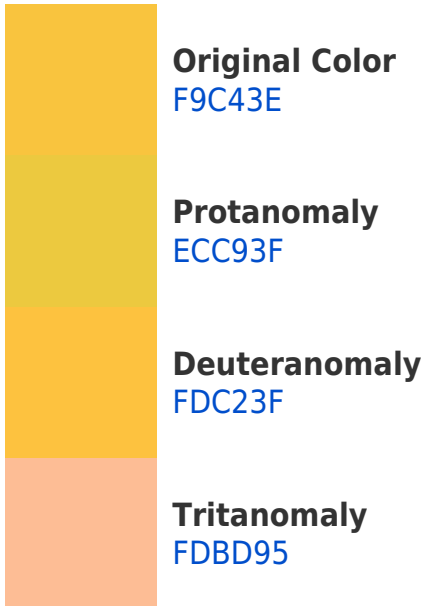 Original Color
F9C43E
Protanomaly
ECC93F
Deuteranomaly
FDC23F
Tritanomaly
FDBD95